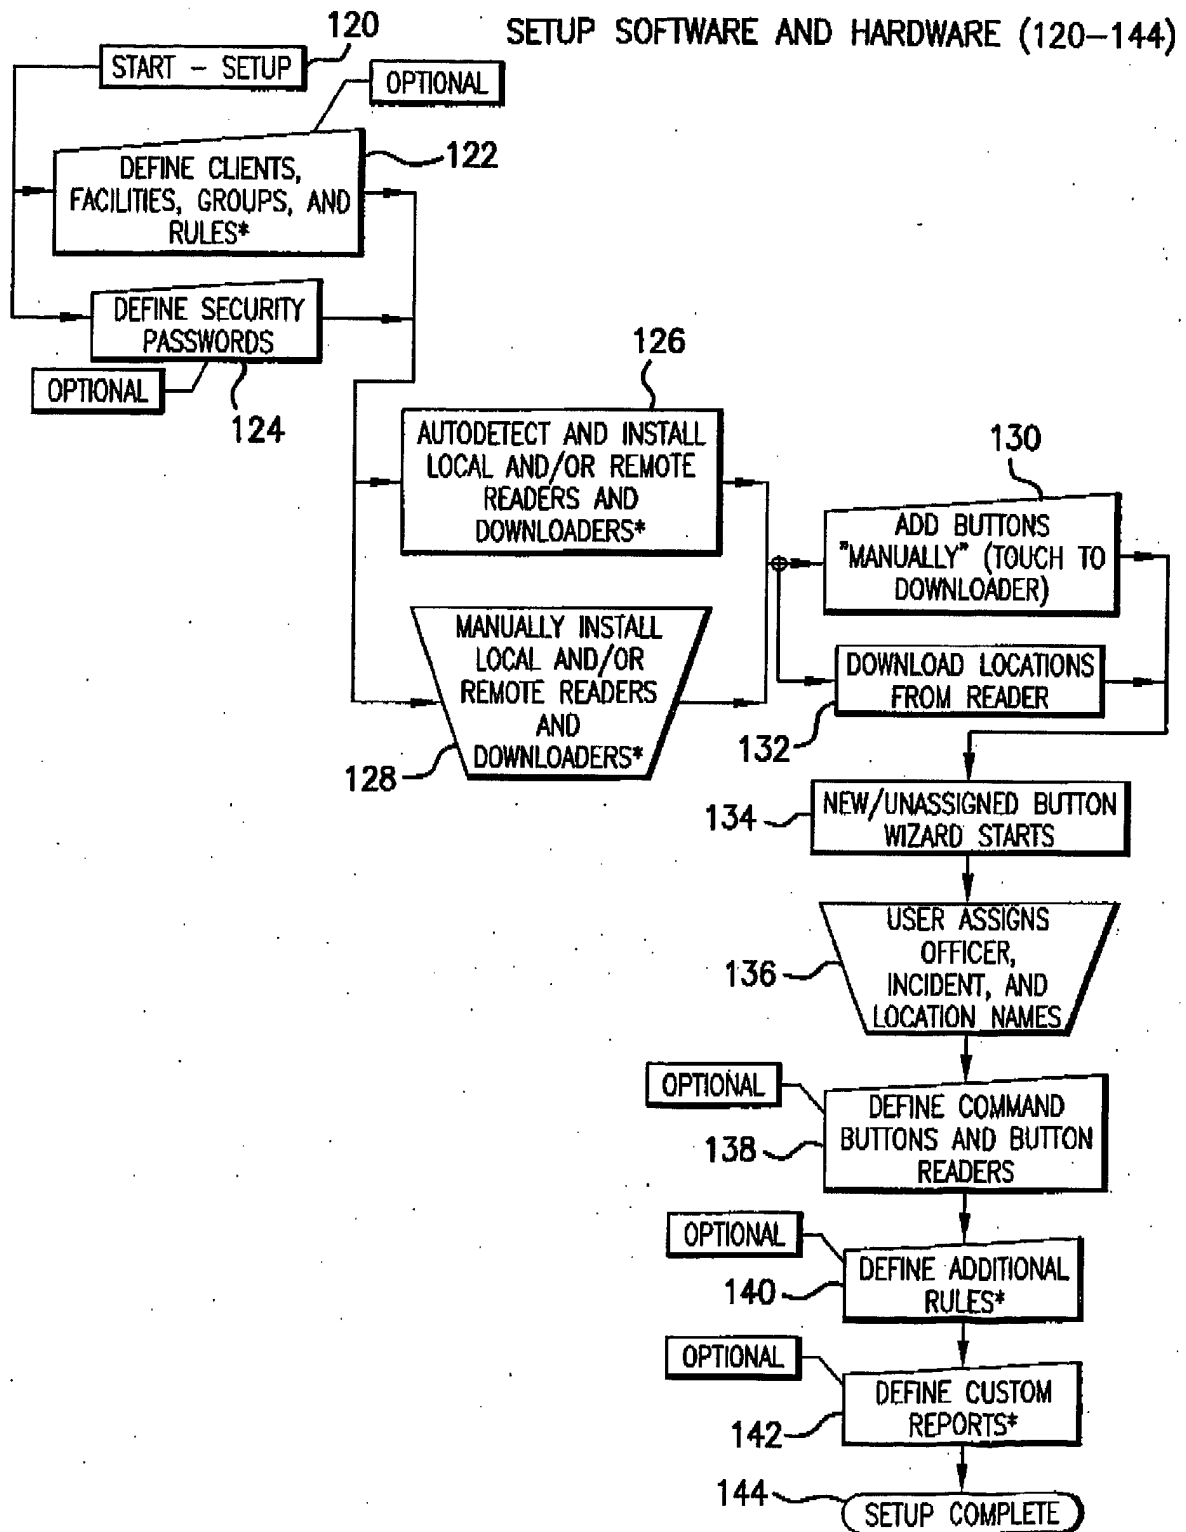 SETUP SOFTWARE AND HARDWARE (120-144)
120
START - SETUP
OPTIONAL
122
DEFINE CLIENTS,
FACILITIES, GROUPS, AND
RULES*
DEFINE SECURITY
PASSWORDS
OPTIONAL
124
126
AUTODETECT AND INSTALL
LOCAL AND/OR REMOTE
READERS AND
DOWNLOADERS*
MANUALLY INSTALL
LOCAL AND/OR
REMOTE READERS
AND
DOWNLOADERS*
128
130
ADD BUTTONS
"MANUALLY" (TOUCH TO
DOWNLOADER)
DOWNLOAD LOCATIONS
FROM READER
132
134
NEW/UNASSIGNED BUTTON
WIZARD STARTS
136
USER ASSIGNS
OFFICER,
INCIDENT, AND
LOCATION NAMES
OPTIONAL
138
DEFINE COMMAND
BUTTONS AND BUTTON
READERS
OPTIONAL
140
DEFINE ADDITIONAL
RULES*
OPTIONAL
142
DEFINE CUSTOM
REPORTS*
144
SETUP COMPLETE